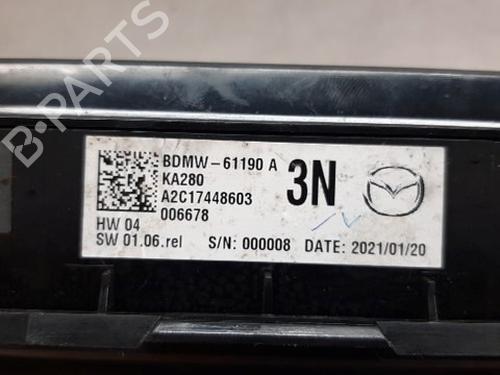 BDMW-61190 A
KA280
A2C17448603
006678
3N
HW 04
SW 01.06.rel S/N: 000008 DATE: 2021/01/20
B-PARTS